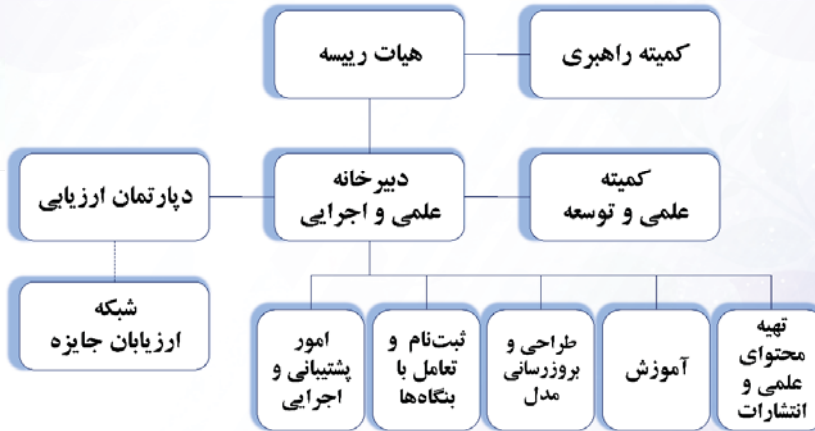 کمیته راهبری
هیات رییسه
کمیته
علمی و توسعه
دبیرخانه
علمی و اجرایی
دپارتمان ارزیابی
شبکه
ارزیابان جایزه
تهیه
محتوای
علمی و
انتشارات
آموزش
طراحی و
بروزرسانی
مدل
ثبت‌نام و
تعامل با
بنگاه‌ها
امور
پشتیبانی و
اجرایی